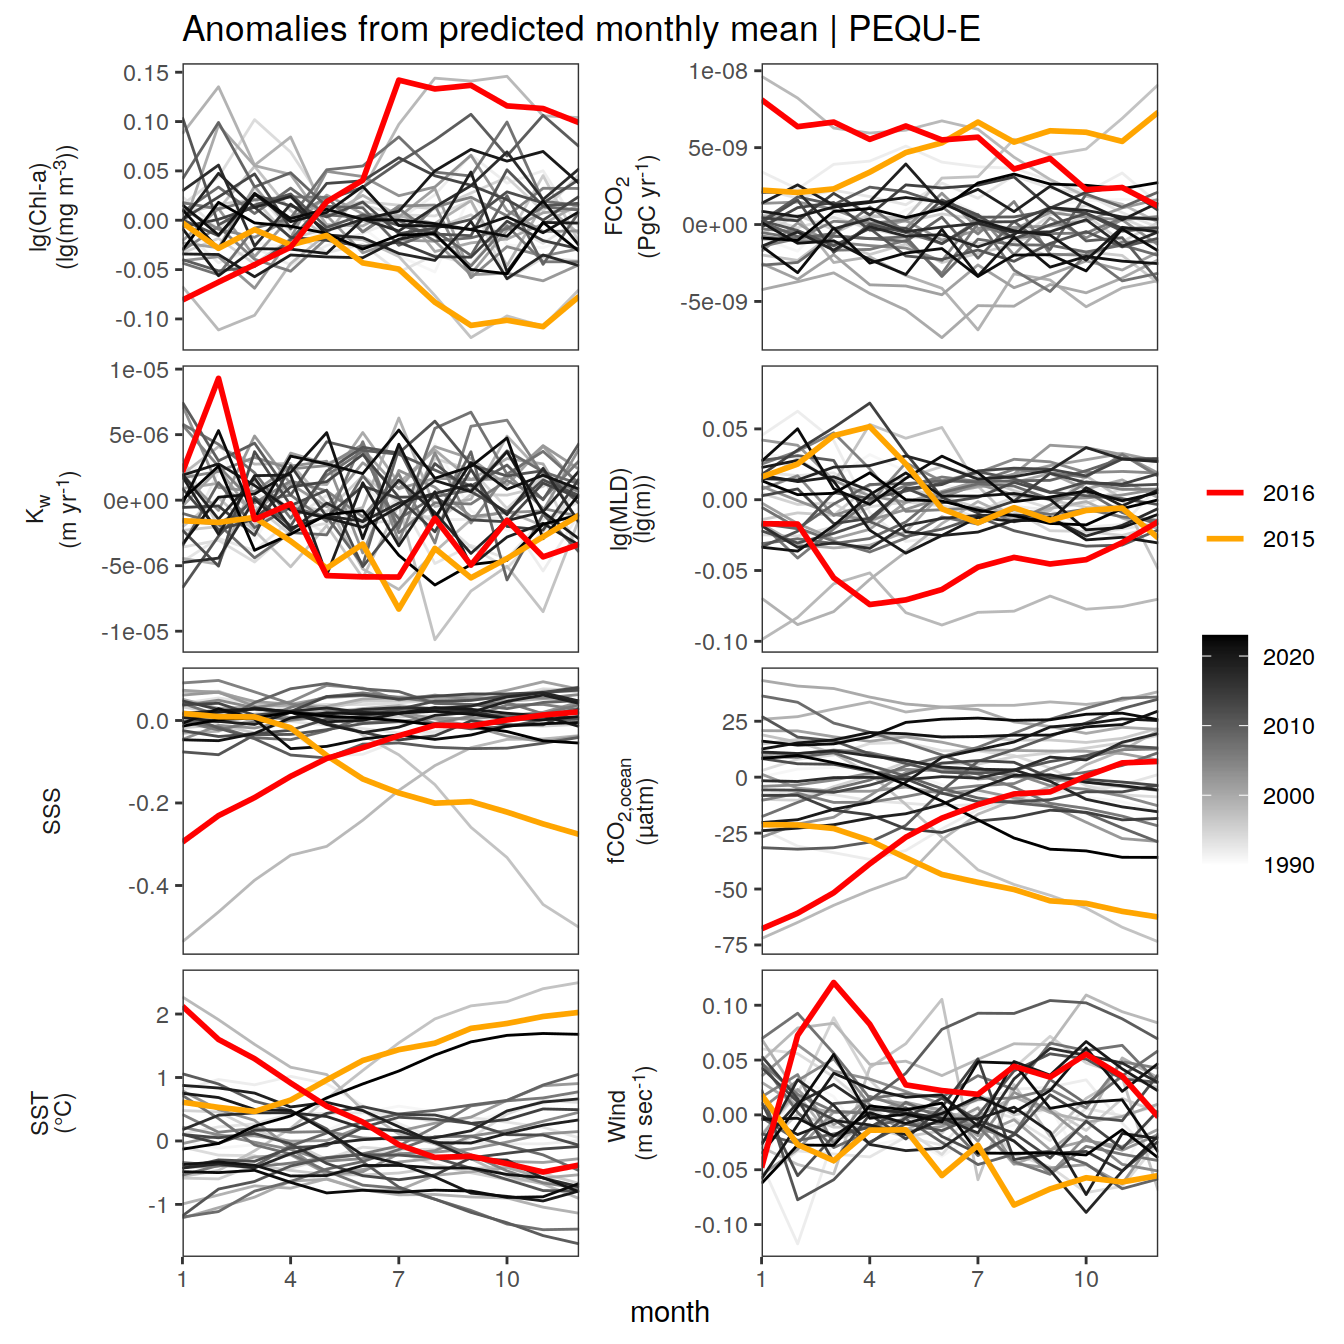 Anomalies from predicted monthly mean | PEQU-E
lg(Chl-a)
(lg(mg m⁻³))
0.15
0.10
0.05
0.00
-0.05
-0.10
FCO₂
(PgC yr⁻¹)
1e-08
5e-09
0e+00
-5e-09
K_w
(m yr⁻¹)
1e-05
5e-06
0e+00
-5e-06
-1e-05
lg(MLD)
(lg(m))
0.05
0.00
-0.05
-0.10
SSS
0.0
-0.2
-0.4
fCO₂,ocean
(µatm)
25
0
-25
-50
-75
SST
(°C)
2
1
0
-1
Wind
(m sec⁻¹)
0.10
0.05
0.00
-0.05
-0.10
1 4 7 10
1 4 7 10
month
2016
2015
2020
2010
2000
1990